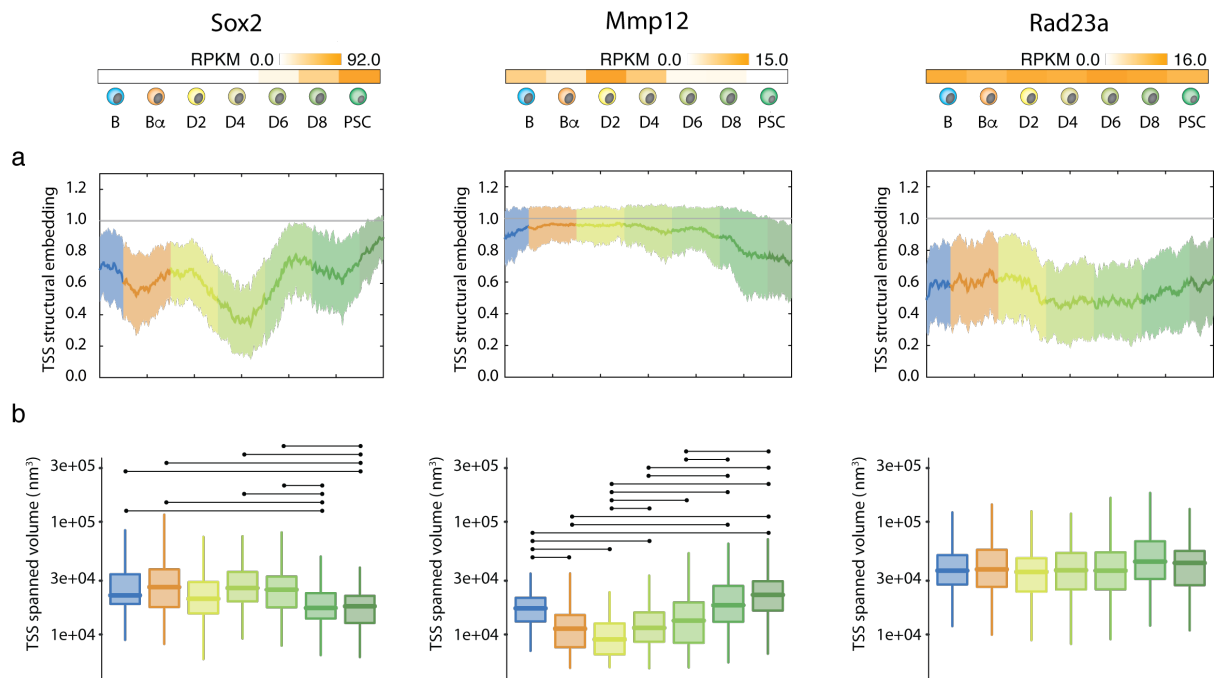 Sox2 Mmp12 Rad23a
RPKM 0.0 92.0 RPKM 0.0 15.0 RPKM 0.0 16.0
B Bα D2 D4 D6 D8 PSC B Bα D2 D4 D6 D8 PSC B Bα D2 D4 D6 D8 PSC
a
TSS structural embedding
1.2
1.0
0.8
0.6
0.4
0.2
0.0
TSS structural embedding
1.2
1.0
0.8
0.6
0.4
0.2
0.0
TSS structural embedding
1.2
1.0
0.8
0.6
0.4
0.2
0.0
b
TSS spanned volume (nm³)
3e+05
1e+05
3e+04
1e+04
TSS spanned volume (nm³)
3e+05
1e+05
3e+04
1e+04
TSS spanned volume (nm³)
3e+05
1e+05
3e+04
1e+04